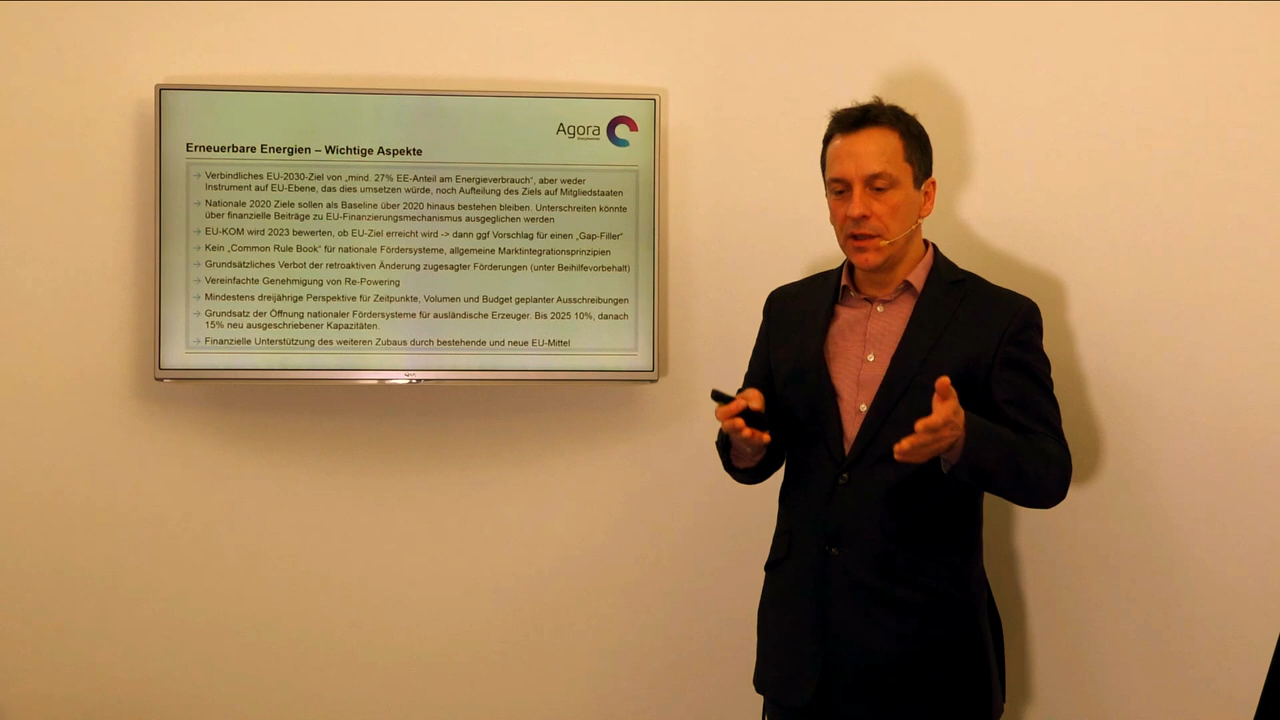 Agora
Erneuerbare Energien – Wichtige Aspekte
→ Verbindliches EU-2030-Ziel von „mind. 27% EE-Anteil am Energieverbrauch“, aber weder
Instrument auf EU-Ebene, das dies umsetzen würde, noch Aufteilung des Ziels auf Mitgliedstaaten
→ Nationale 2020 Ziele sollen als Baseline über 2020 hinaus bestehen bleiben. Unterschreiten könnte
über finanzielle Beiträge zu EU-Finanzierungsmechanismus ausgeglichen werden
→ EU-KOM wird 2023 bewerten, ob EU-Ziel erreicht wird -> dann ggf Vorschlag für einen „Gap-Filler“
→ Kein „Common Rule Book“ für nationale Fördersysteme, allgemeine Marktintegrationsprinzipien
→ Grundsätzliches Verbot der retroaktiven Änderung zugesagter Förderungen (unter Beihilfevorbehalt)
→ Vereinfachte Genehmigung von Re-Powering
→ Mindestens dreijährige Perspektive für Zeitpunkte, Volumen und Budget geplanter Ausschreibungen
→ Grundsatz der Öffnung nationaler Fördersysteme für ausländische Erzeuger. Bis 2025 10%, danach
15% neu ausgeschriebener Kapazitäten.
→ Finanzielle Unterstützung des weiteren Zubaus durch bestehende und neue EU-Mittel